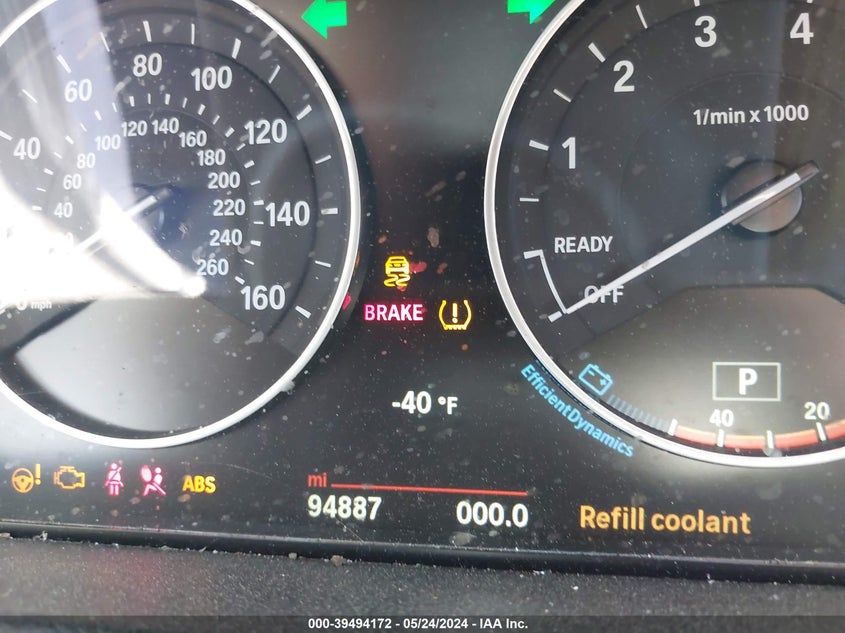 40 60 80 100 120 140 160
40 60 80 100 120 140 160 180 200 220 240 260
mph
1 2 3 4
1/min x 1000
READY
OFF
BRAKE
-40 °F
P
EfficientDynamics
40 20
ABS
mi
94887 000.0
Refill coolant
000-39494172 - 05/24/2024 - IAA Inc.